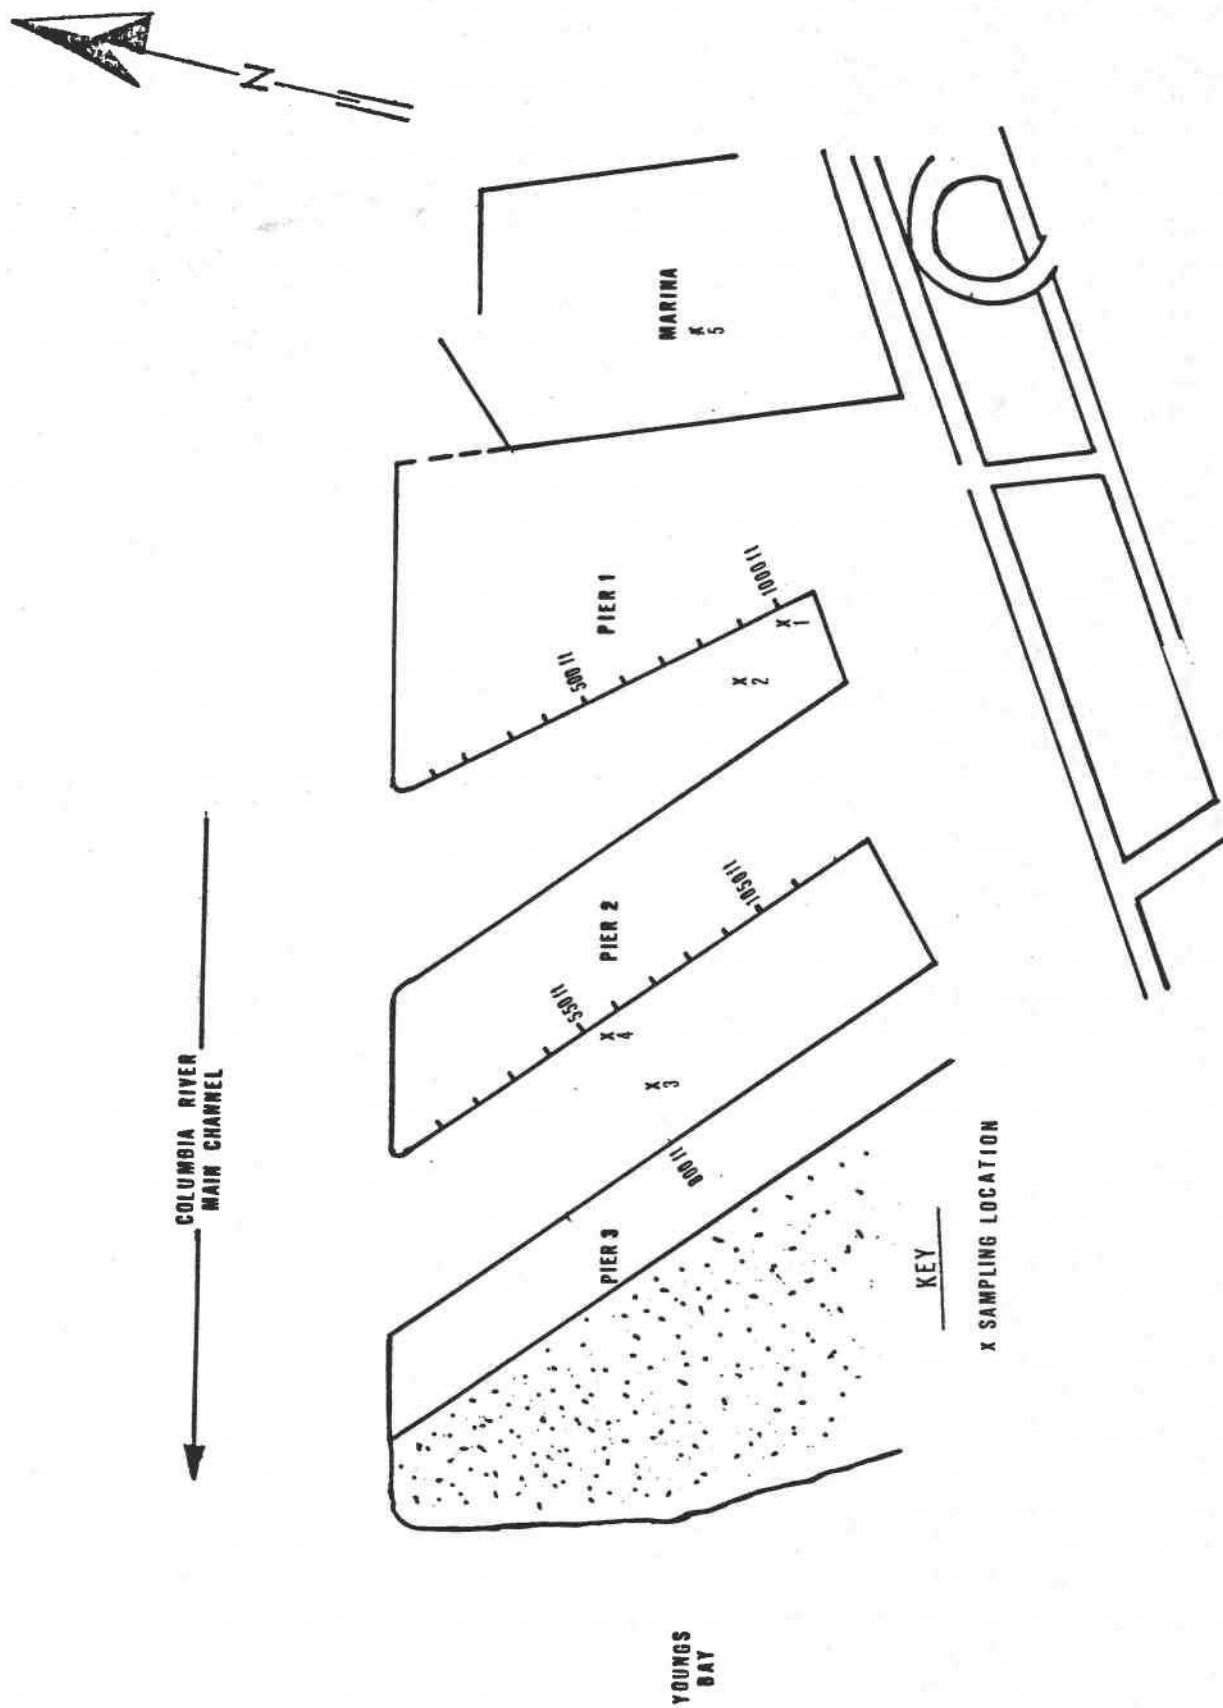 N
COLUMBIA RIVER
MAIN CHANNEL
MARINA
X
5
PIER 1
500 ft
1000 ft
X
1
X
2
PIER 2
550 ft
1050 ft
X
4
X
3
PIER 3
800 ft
YOUNGS
BAY
KEY
X SAMPLING LOCATION